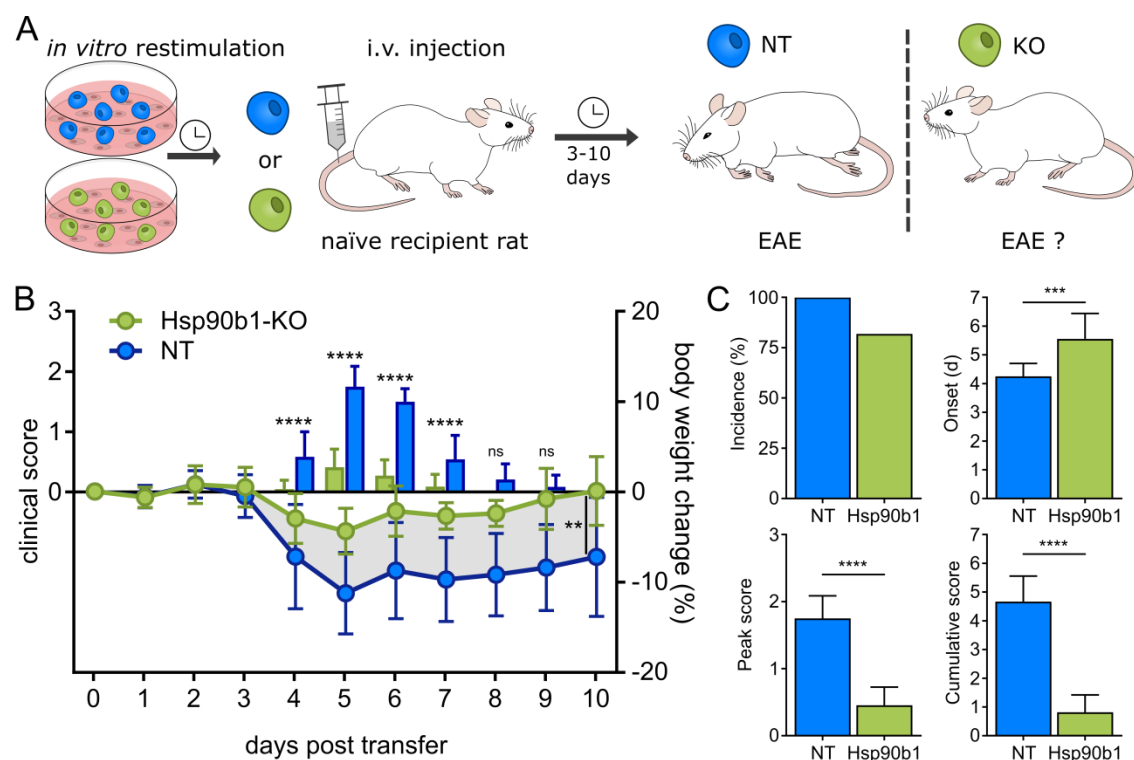 A
in vitro restimulation
i.v. injection
NT
KO
or
3-10
days
naïve recipient rat
EAE
EAE ?
B
Hsp90b1-KO
NT
clinical score
3
2
1
0
body weight change (%)
20
10
0
-10
-20
****
****
****
****
ns
ns
**
0 1 2 3 4 5 6 7 8 9 10
days post transfer
C
Incidence (%)
100
75
50
25
0
NT Hsp90b1
Onset (d)
7
6
5
4
3
2
1
0
***
NT Hsp90b1
Peak score
3
2
1
0
****
NT Hsp90b1
Cumulative score
7
6
5
4
3
2
1
0
****
NT Hsp90b1